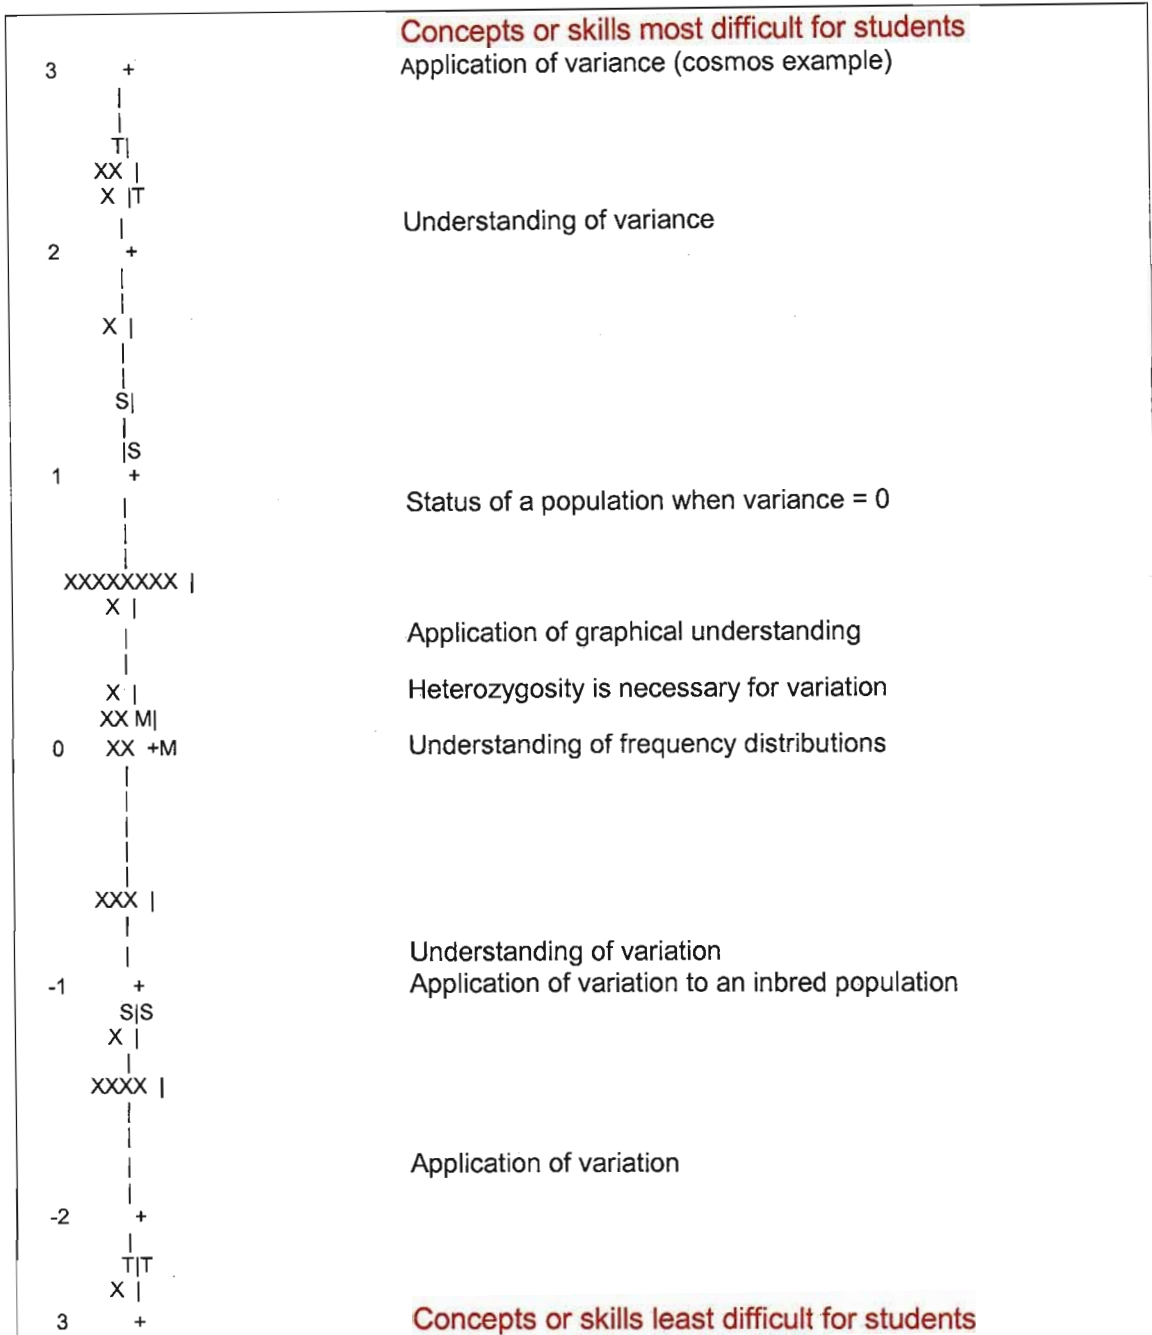 Concepts or skills most difficult for students
3 + Application of variance (cosmos example)
|
|
T|
XX |
X |T
| Understanding of variance
2 +
|
|
X |
|
|
S|
|
|S
1 +
| Status of a population when variance = 0
|
|
XXXXXXXX |
X |
| Application of graphical understanding
|
X | Heterozygosity is necessary for variation
XX M|
0 XX +M Understanding of frequency distributions
|
|
|
|
|
XXX |
|
| Understanding of variation
-1 + Application of variation to an inbred population
S|S
X |
|
XXXX |
|
|
| Application of variation
|
-2 +
|
T|T
X |
3 + Concepts or skills least difficult for students